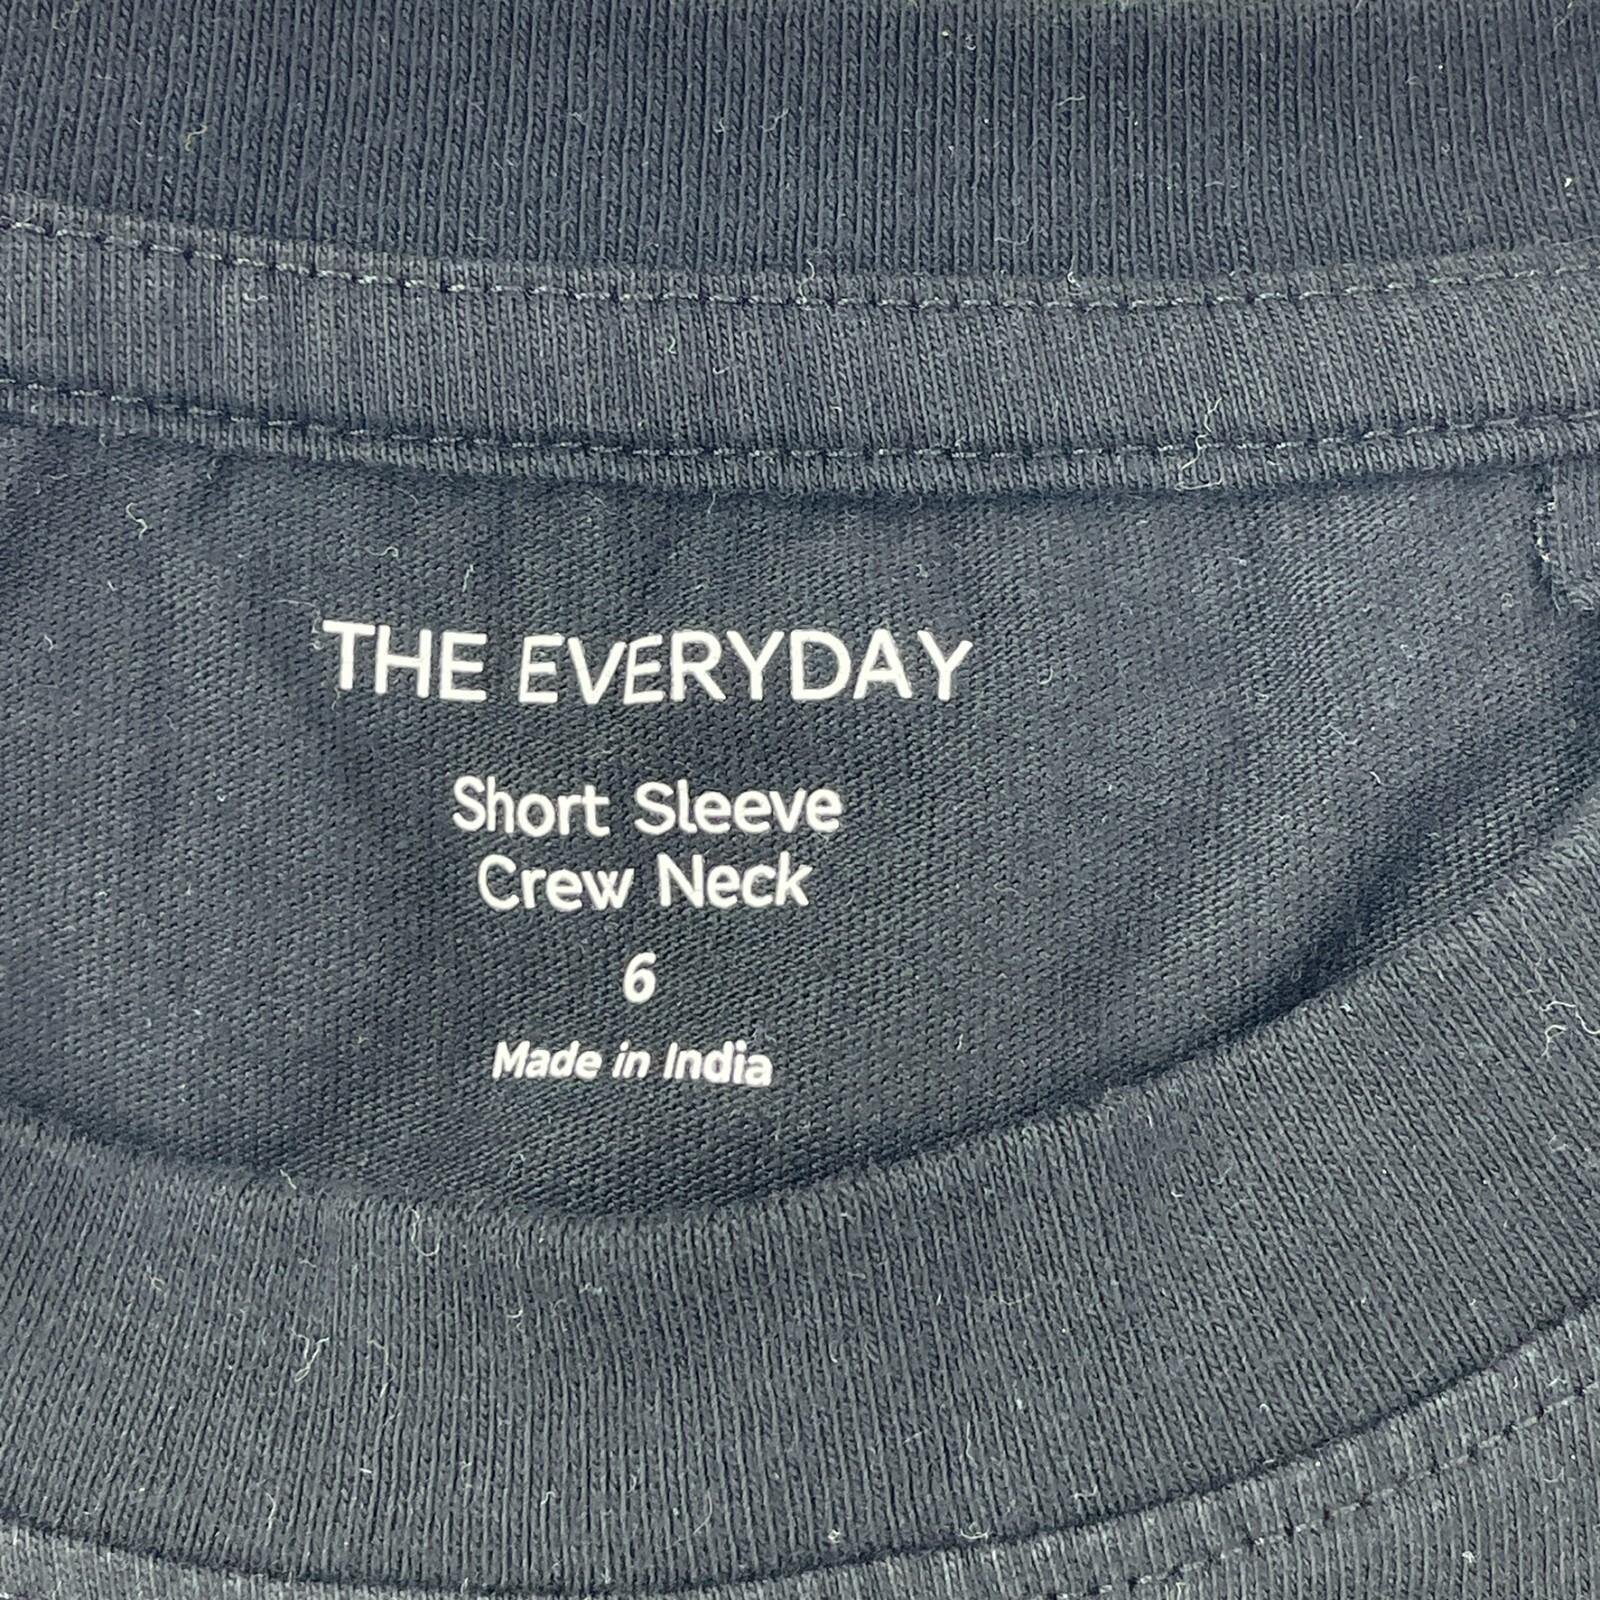 THE EVERYDAY
Short Sleeve
Crew Neck
6
Made in India